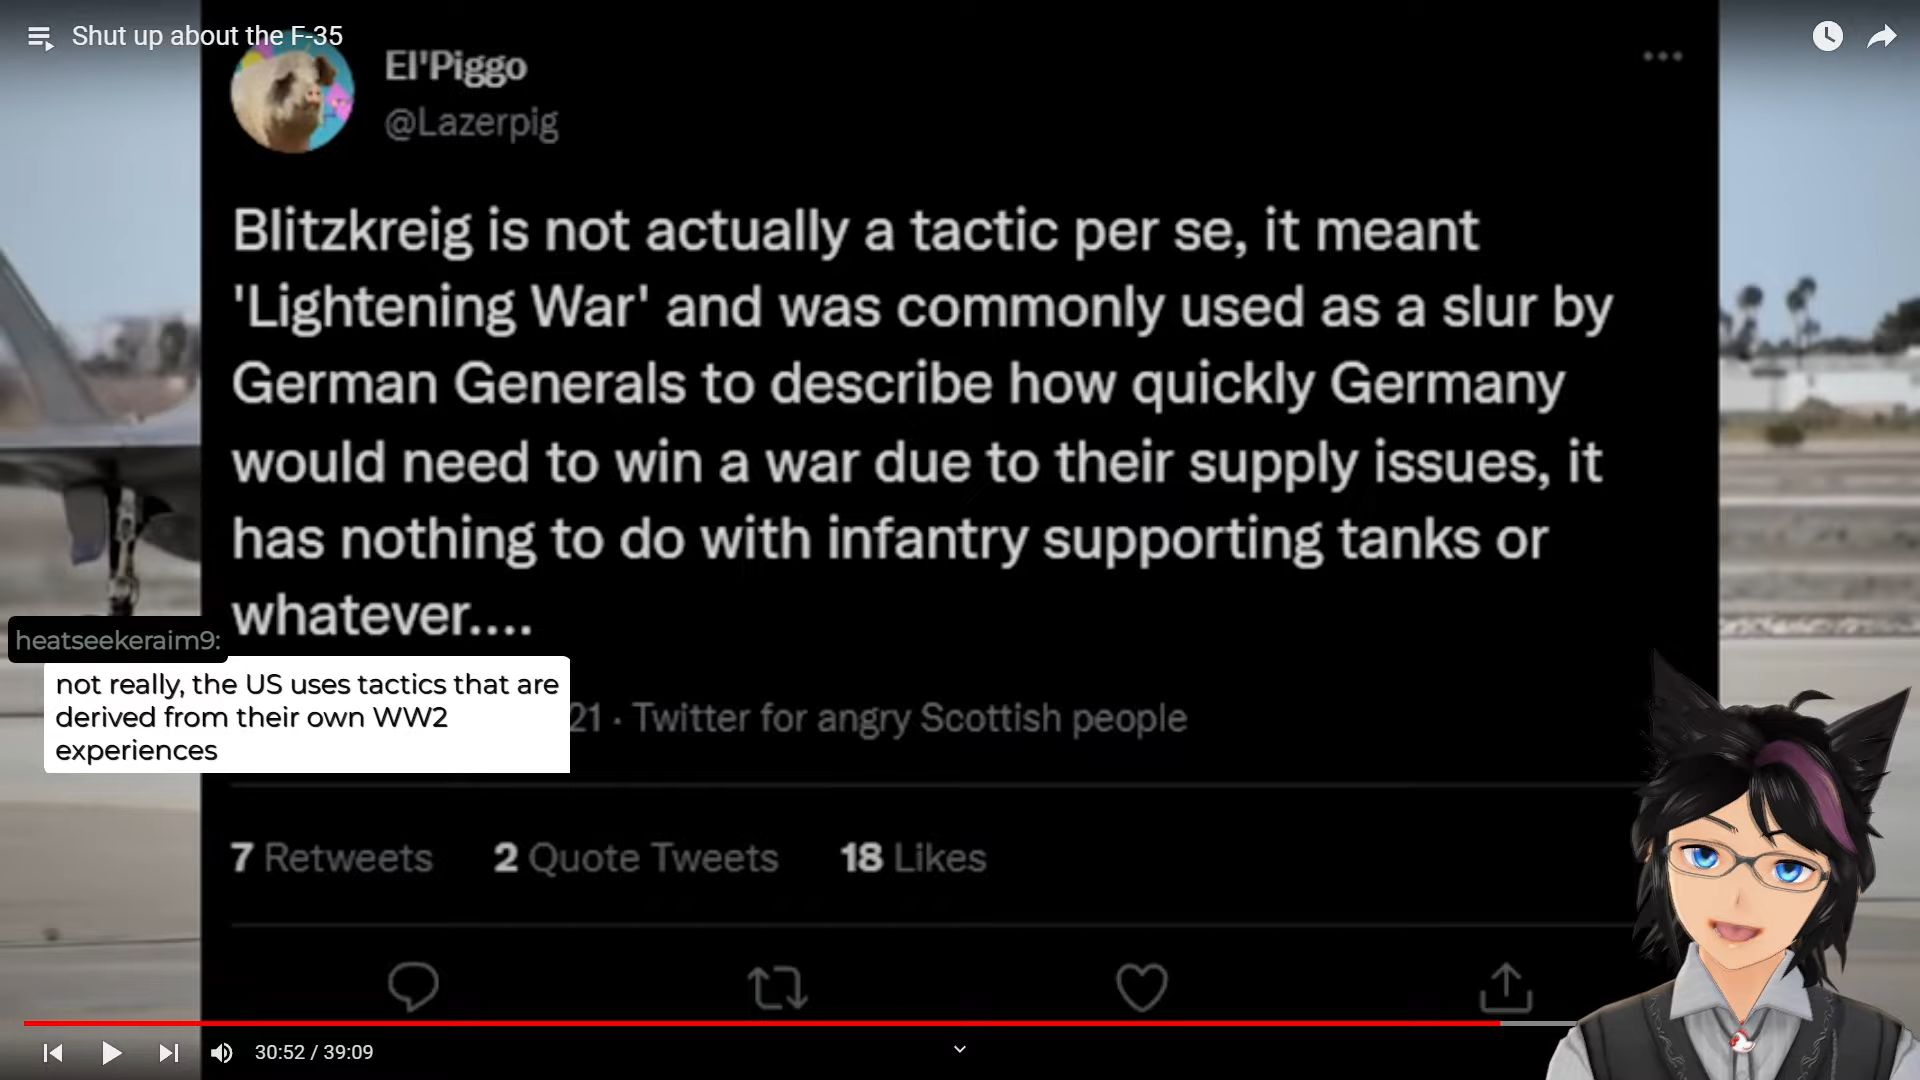 Shut up about the F-35
El'Piggo
@Lazerpig
Blitzkreig is not actually a tactic per se, it meant
'Lightening War' and was commonly used as a slur by
German Generals to describe how quickly Germany
would need to win a war due to their supply issues, it
has nothing to do with infantry supporting tanks or
whatever....
heatseekeraim9:
not really, the US uses tactics that are
derived from their own WW2
experiences
21 · Twitter for angry Scottish people
7 Retweets 2 Quote Tweets 18 Likes
30:52 / 39:09